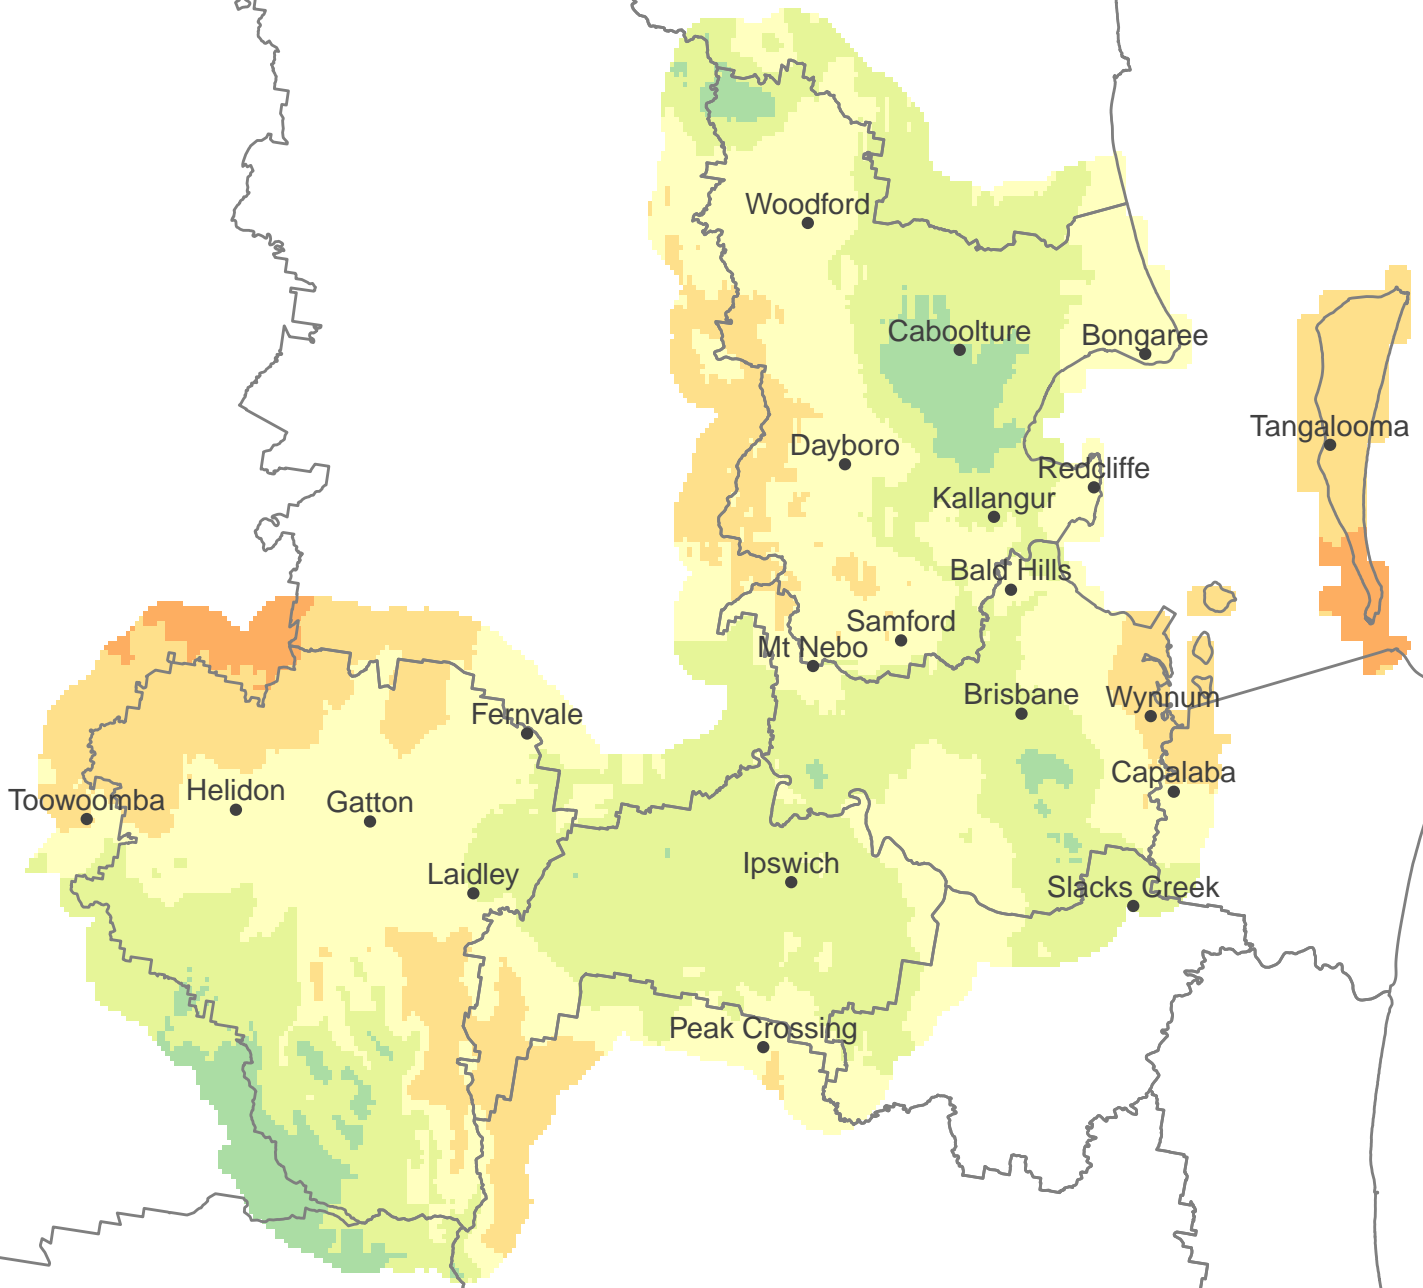 Woodford
Caboolture
Bongaree
Tangalooma
Dayboro
Redcliffe
Kallangur
Bald Hills
Samford
Mt Nebo
Brisbane
Wynnum
Fernvale
Capalaba
Toowoomba
Helidon
Gatton
Ipswich
Laidley
Slacks Creek
Peak Crossing